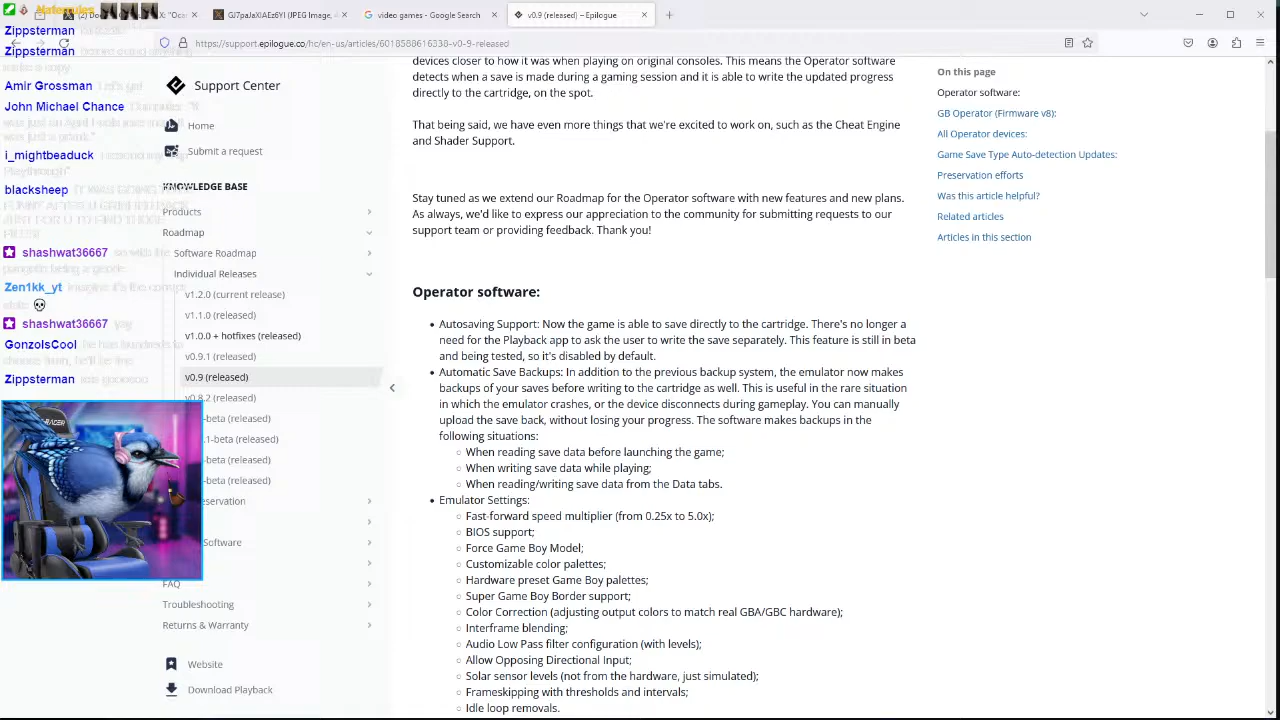 GJ7paJaXIAEz6YI (JPEG Image,
video games - Google Search
v0.9 (released) – Epilogue
https://support.epilogue.co/hc/en-us/articles/6018588616338-v0-9-released
Zippsterman
Zippsterman
Amir Grossman
John Michael Chance
i_mightbeaduck
blacksheep
shashwat36667
Zen1kk_yt
shashwat36667 yay
GonzoIsCool
Zippsterman
Support Center
Home
Submit a request
KNOWLEDGE BASE
Products
Roadmap
Software Roadmap
Individual Releases
v1.2.0 (current release)
v1.1.0 (released)
v1.0.0 + hotfixes (released)
v0.9.1 (released)
v0.9 (released)
v0.8.2 (released)
-beta (released)
.1-beta (released)
-beta (released)
-beta (released)
eservation
Software
FAQ
Troubleshooting
Returns & Warranty
Website
Download Playback
devices closer to how it was when playing on original consoles. This means the Operator software
detects when a save is made during a gaming session and it is able to write the updated progress
directly to the cartridge, on the spot.
That being said, we have even more things that we're excited to work on, such as the Cheat Engine
and Shader Support.
Stay tuned as we extend our Roadmap for the Operator software with new features and new plans.
As always, we'd like to express our appreciation to the community for submitting requests to our
support team or providing feedback. Thank you!
Operator software:
Autosaving Support: Now the game is able to save directly to the cartridge. There's no longer a
need for the Playback app to ask the user to write the save separately. This feature is still in beta
and being tested, so it's disabled by default.
Automatic Save Backups: In addition to the previous backup system, the emulator now makes
backups of your saves before writing to the cartridge as well. This is useful in the rare situation
in which the emulator crashes, or the device disconnects during gameplay. You can manually
upload the save back, without losing your progress. The software makes backups in the
following situations:
When reading save data before launching the game;
When writing save data while playing;
When reading/writing save data from the Data tabs.
Emulator Settings:
Fast-forward speed multiplier (from 0.25x to 5.0x);
BIOS support;
Force Game Boy Model;
Customizable color palettes;
Hardware preset Game Boy palettes;
Super Game Boy Border support;
Color Correction (adjusting output colors to match real GBA/GBC hardware);
Interframe blending;
Audio Low Pass filter configuration (with levels);
Allow Opposing Directional Input;
Solar sensor levels (not from the hardware, just simulated);
Frameskipping with thresholds and intervals;
Idle loop removals.
On this page
Operator software:
GB Operator (Firmware v8):
All Operator devices:
Game Save Type Auto-detection Updates:
Preservation efforts
Was this article helpful?
Related articles
Articles in this section